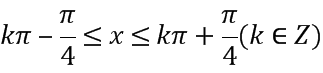 kπ − π/4 ≤ x ≤ kπ + π/4 (k ∈ Z)